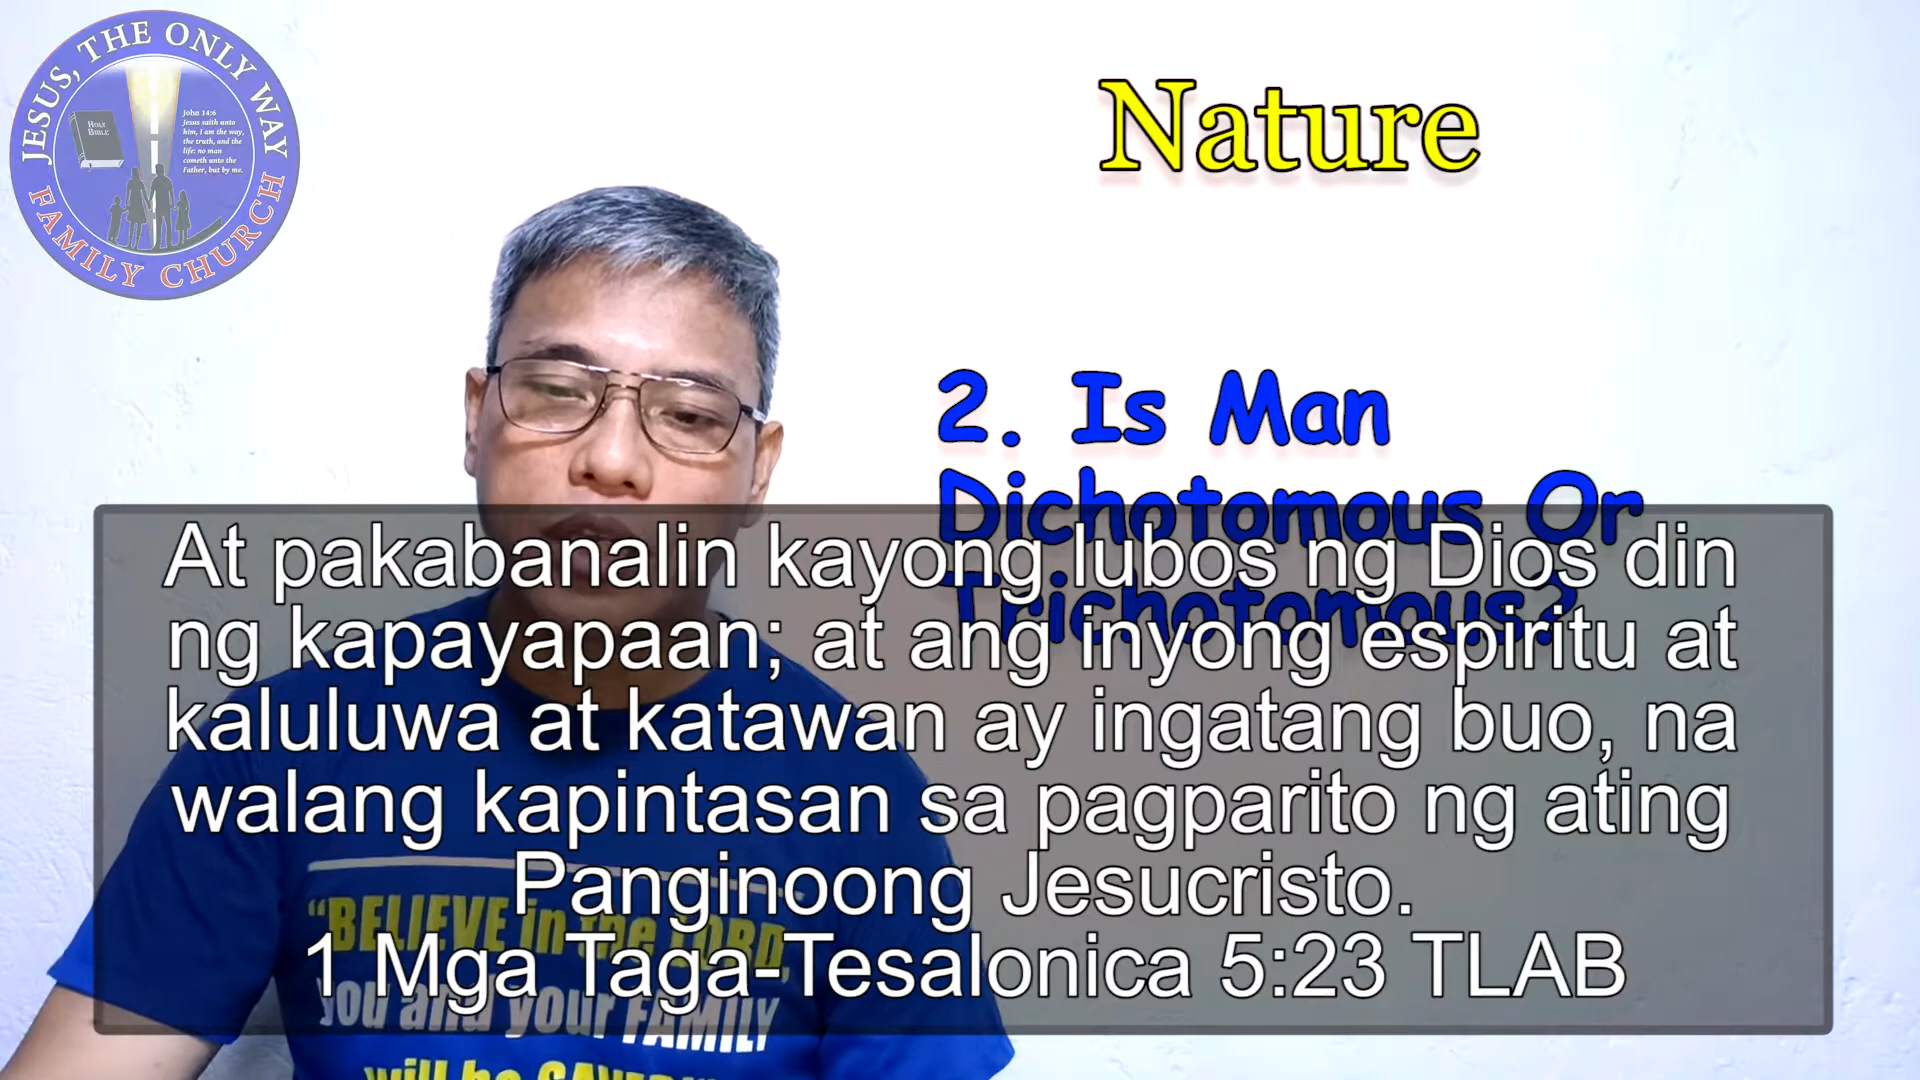 JESUS, THE ONLY WAY
FAMILY CHURCH
HOLY
BIBLE
John 14:6
Jesus saith unto
him, I am the way,
the truth, and the
life: no man
cometh unto the
Father, but by me.
Nature
2. Is Man
Dichotomous Or
Trichotomous?
At pakabanalin kayong lubos ng Dios din
ng kapayapaan; at ang inyong espiritu at
kaluluwa at katawan ay ingatang buo, na
walang kapintasan sa pagparito ng ating
Panginoong Jesucristo.
1 Mga Taga-Tesalonica 5:23 TLAB
“BELIEVE in the LORD,
you and your FAMILY
will be SAVED